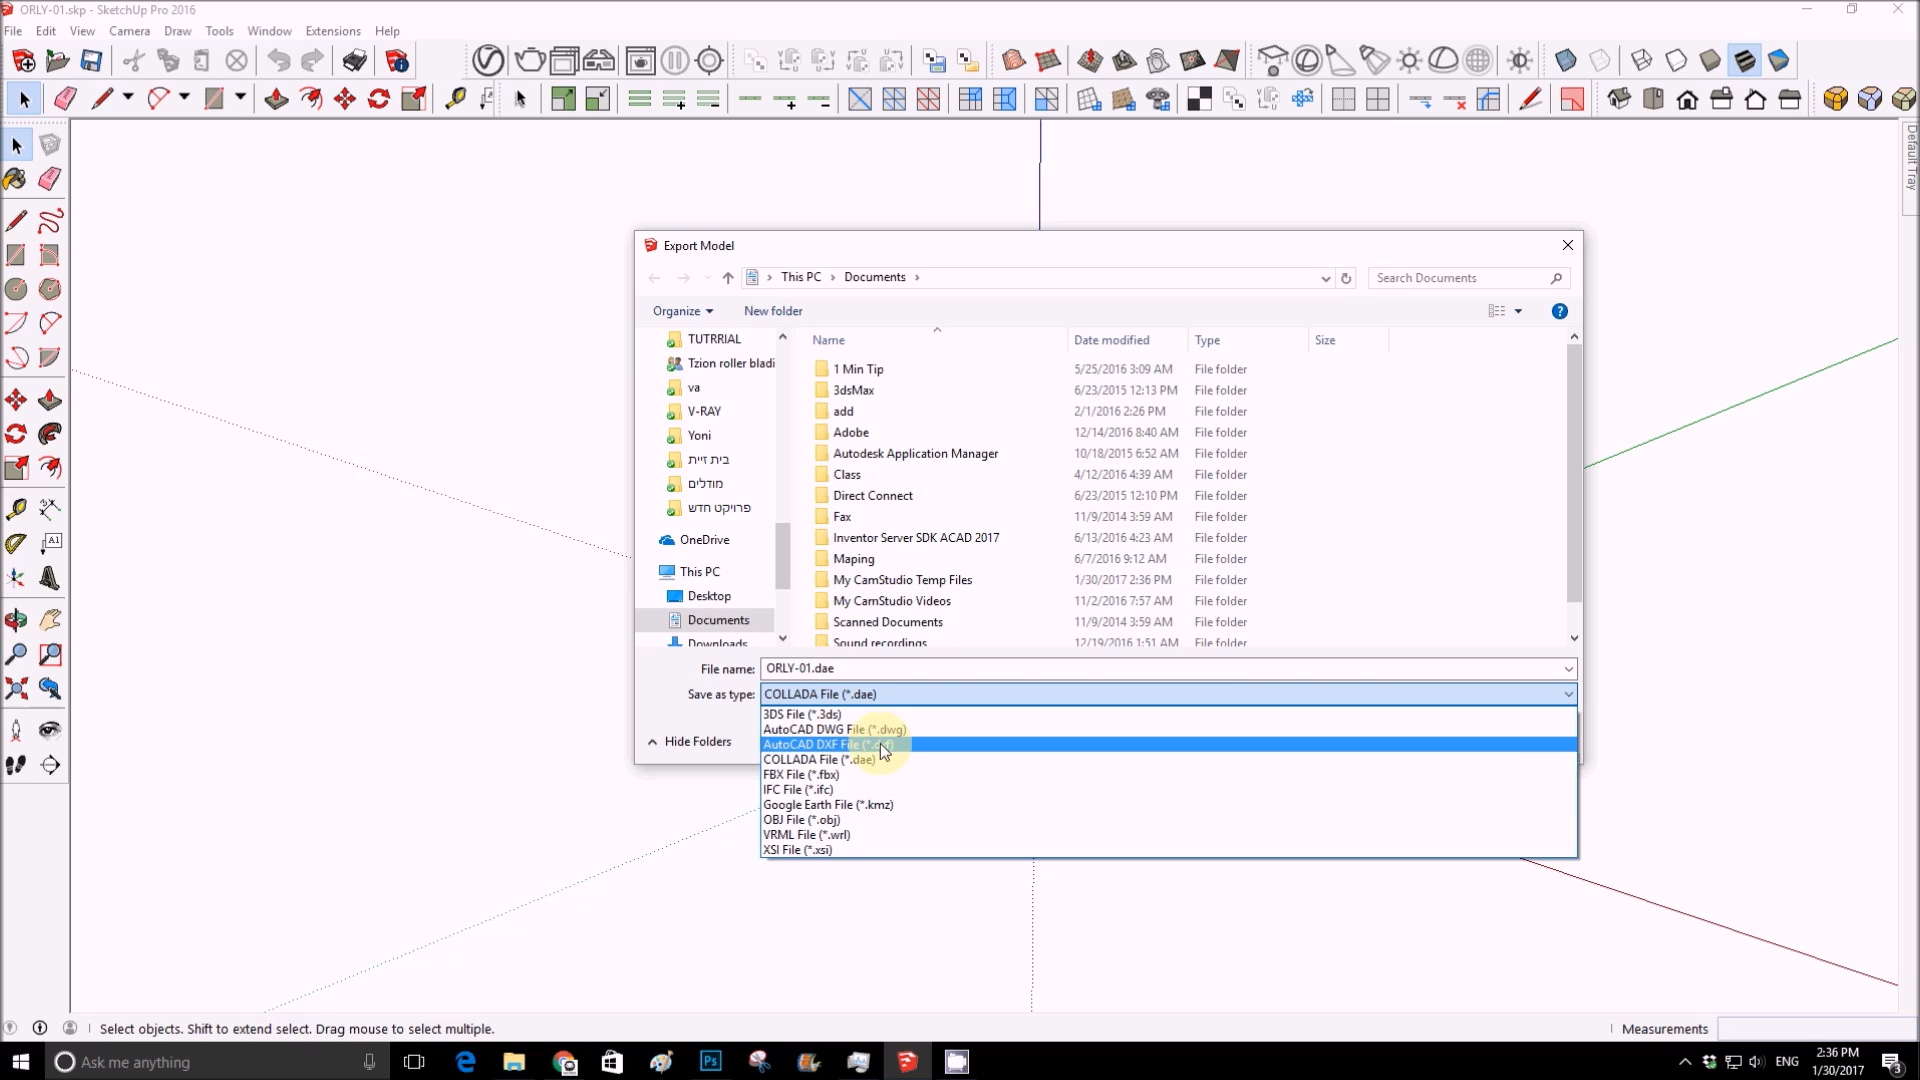 ORLY-01.skp - SketchUp Pro 2016
File Edit View Camera Draw Tools Window Extensions Help
Default Tray
Export Model
This PC Documents
Search Documents
Organize New folder
Name Date modified Type Size
TUTRRIAL
Tzion roller bladi
va
V-RAY
Yoni
בית זיית
מודלים
פרויקט חדש
OneDrive
This PC
Desktop
Documents
Downloads
1 Min Tip 5/25/2016 3:09 AM File folder
3dsMax 6/23/2015 12:13 PM File folder
add 2/1/2016 2:26 PM File folder
Adobe 12/14/2016 8:40 AM File folder
Autodesk Application Manager 10/18/2015 6:52 AM File folder
Class 4/12/2016 4:39 AM File folder
Direct Connect 6/23/2015 12:10 PM File folder
Fax 11/9/2014 3:59 AM File folder
Inventor Server SDK ACAD 2017 6/13/2016 4:23 AM File folder
Maping 6/7/2016 9:12 AM File folder
My CamStudio Temp Files 1/30/2017 2:36 PM File folder
My CamStudio Videos 11/2/2016 7:57 AM File folder
Scanned Documents 11/9/2014 3:59 AM File folder
Sound recordings 12/19/2016 1:51 AM File folder
File name: ORLY-01.dae
Save as type: COLLADA File (*.dae)
3DS File (*.3ds)
AutoCAD DWG File (*.dwg)
AutoCAD DXF File (*.dxf)
COLLADA File (*.dae)
FBX File (*.fbx)
IFC File (*.ifc)
Google Earth File (*.kmz)
OBJ File (*.obj)
VRML File (*.wrl)
XSI File (*.xsi)
Hide Folders
Select objects. Shift to extend select. Drag mouse to select multiple.
Measurements
Ask me anything
Ps
ENG
2:36 PM
1/30/2017
3